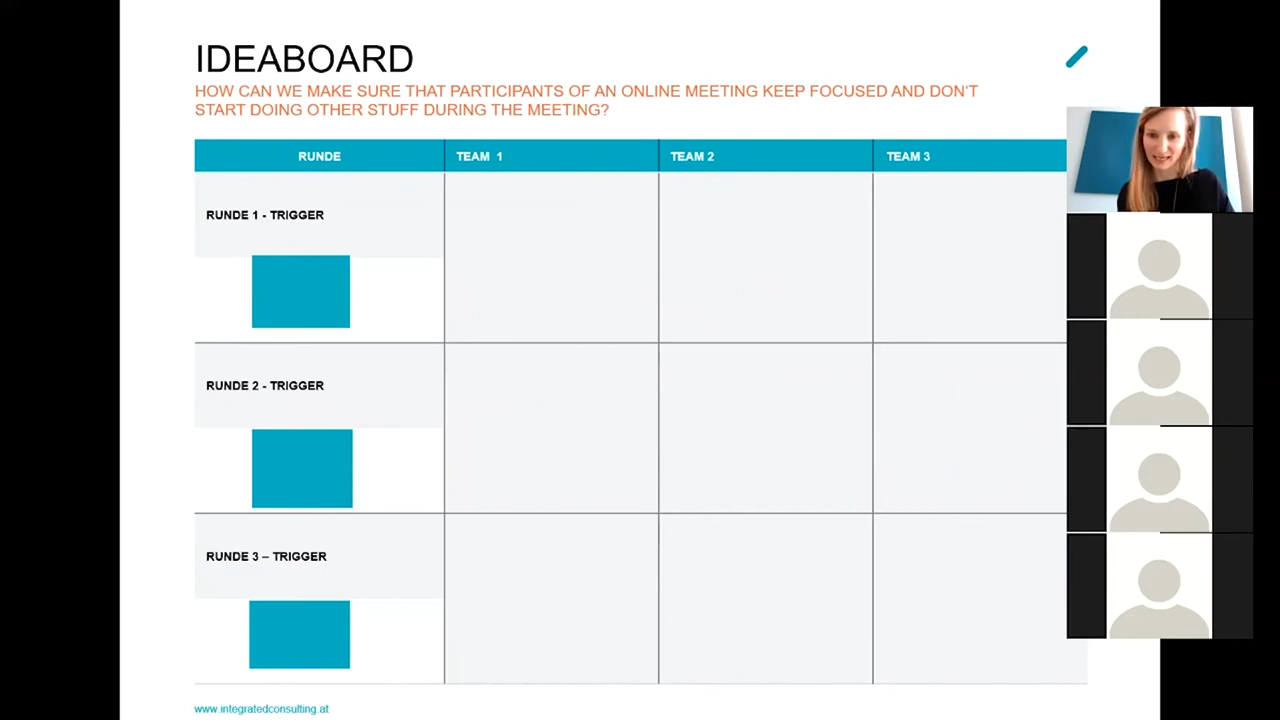 IDEABOARD
HOW CAN WE MAKE SURE THAT PARTICIPANTS OF AN ONLINE MEETING KEEP FOCUSED AND DON'T
START DOING OTHER STUFF DURING THE MEETING?
RUNDE TEAM 1 TEAM 2 TEAM 3
RUNDE 1 - TRIGGER
RUNDE 2 - TRIGGER
RUNDE 3 – TRIGGER
www.integratedconsulting.at